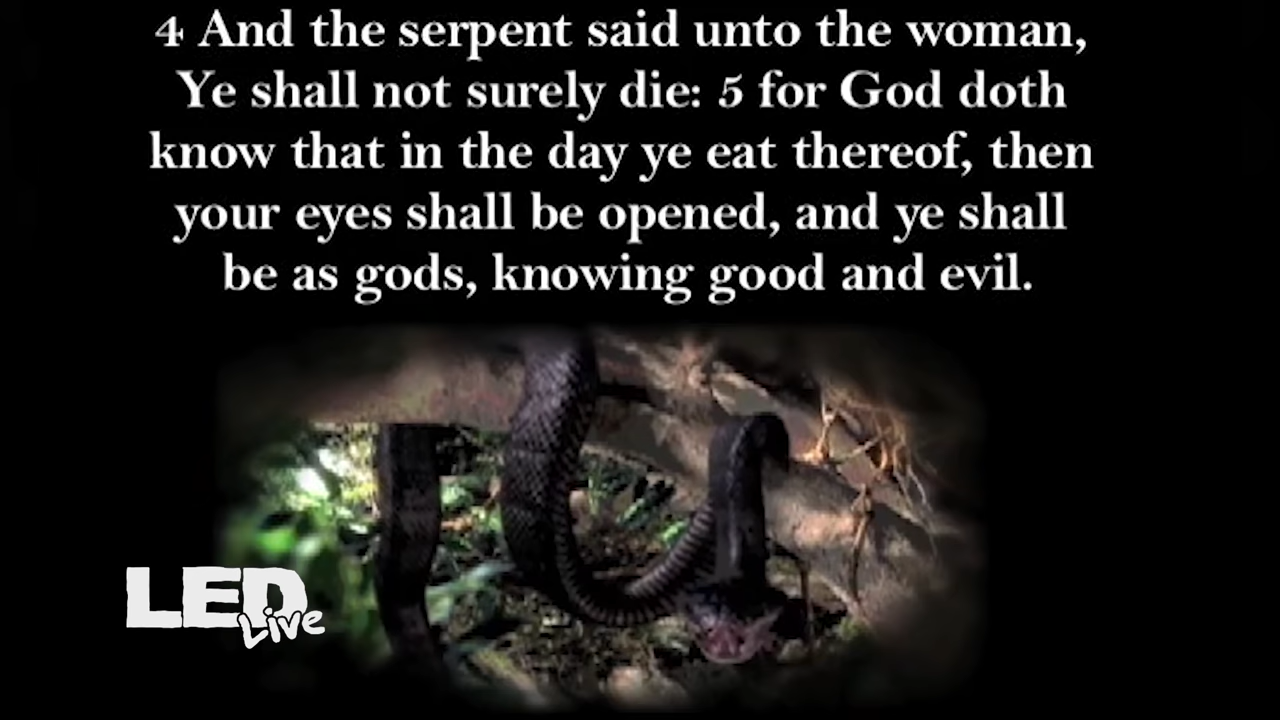 4 And the serpent said unto the woman,
Ye shall not surely die: 5 for God doth
know that in the day ye eat thereof, then
your eyes shall be opened, and ye shall
be as gods, knowing good and evil.
LED
Live